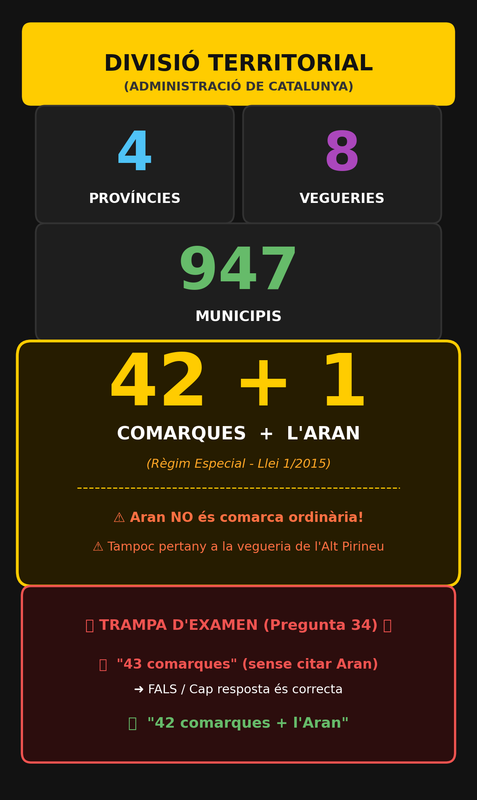 DIVISIÓ TERRITORIAL
(ADMINISTRACIÓ DE CATALUNYA)
4
PROVÍNCIES
8
VEGUERIES
947
MUNICIPIS
42 + 1
COMARQUES + L'ARAN
(Règim Especial - Llei 1/2015)
⚠ Aran NO és comarca ordinària!
⚠ Tampoc pertany a la vegueria de l'Alt Pirineu
TRAMPA D'EXAMEN (Pregunta 34)
"43 comarques" (sense citar Aran)
➜ FALS / Cap resposta és correcta
"42 comarques + l'Aran"